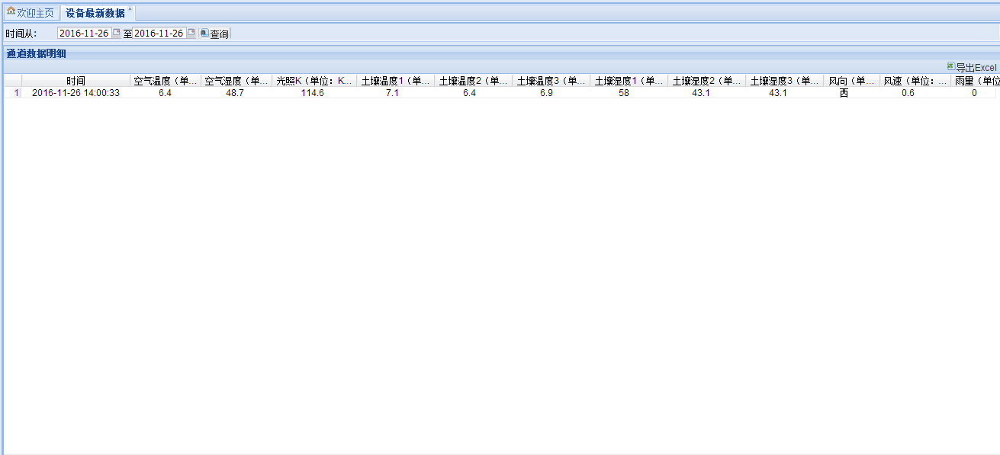 欢迎主页 设备最新数据
时间从: 2016-11-26 至 2016-11-26 查询
通道数据明细
导出Excel
时间 空气温度（单... 空气湿度（单... 光照K（单位：K... 土壤温度1（单... 土壤温度2（单... 土壤温度3（单... 土壤湿度1（单... 土壤湿度2（单... 土壤湿度3（单... 风向（单... 风速（单位：... 雨量（单位
1 2016-11-26 14:00:33 6.4 48.7 114.6 7.1 6.4 6.9 58 43.1 43.1 西 0.6 0